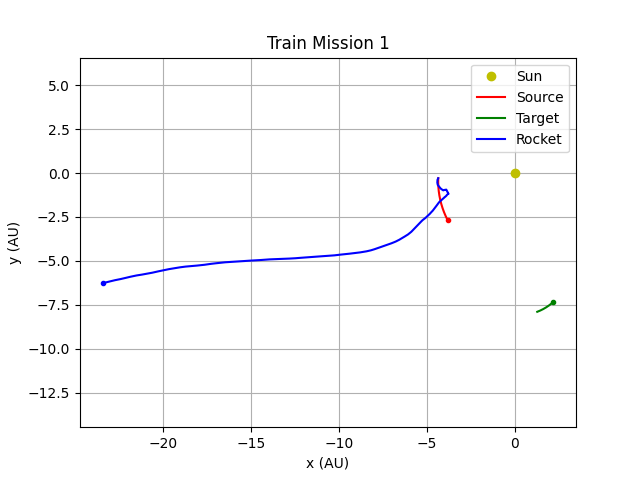 Train Mission 1
Sun
Source
Target
Rocket
5.0
2.5
0.0
−2.5
−5.0
−7.5
−10.0
−12.5
y (AU)
−20
−15
−10
−5
0
x (AU)